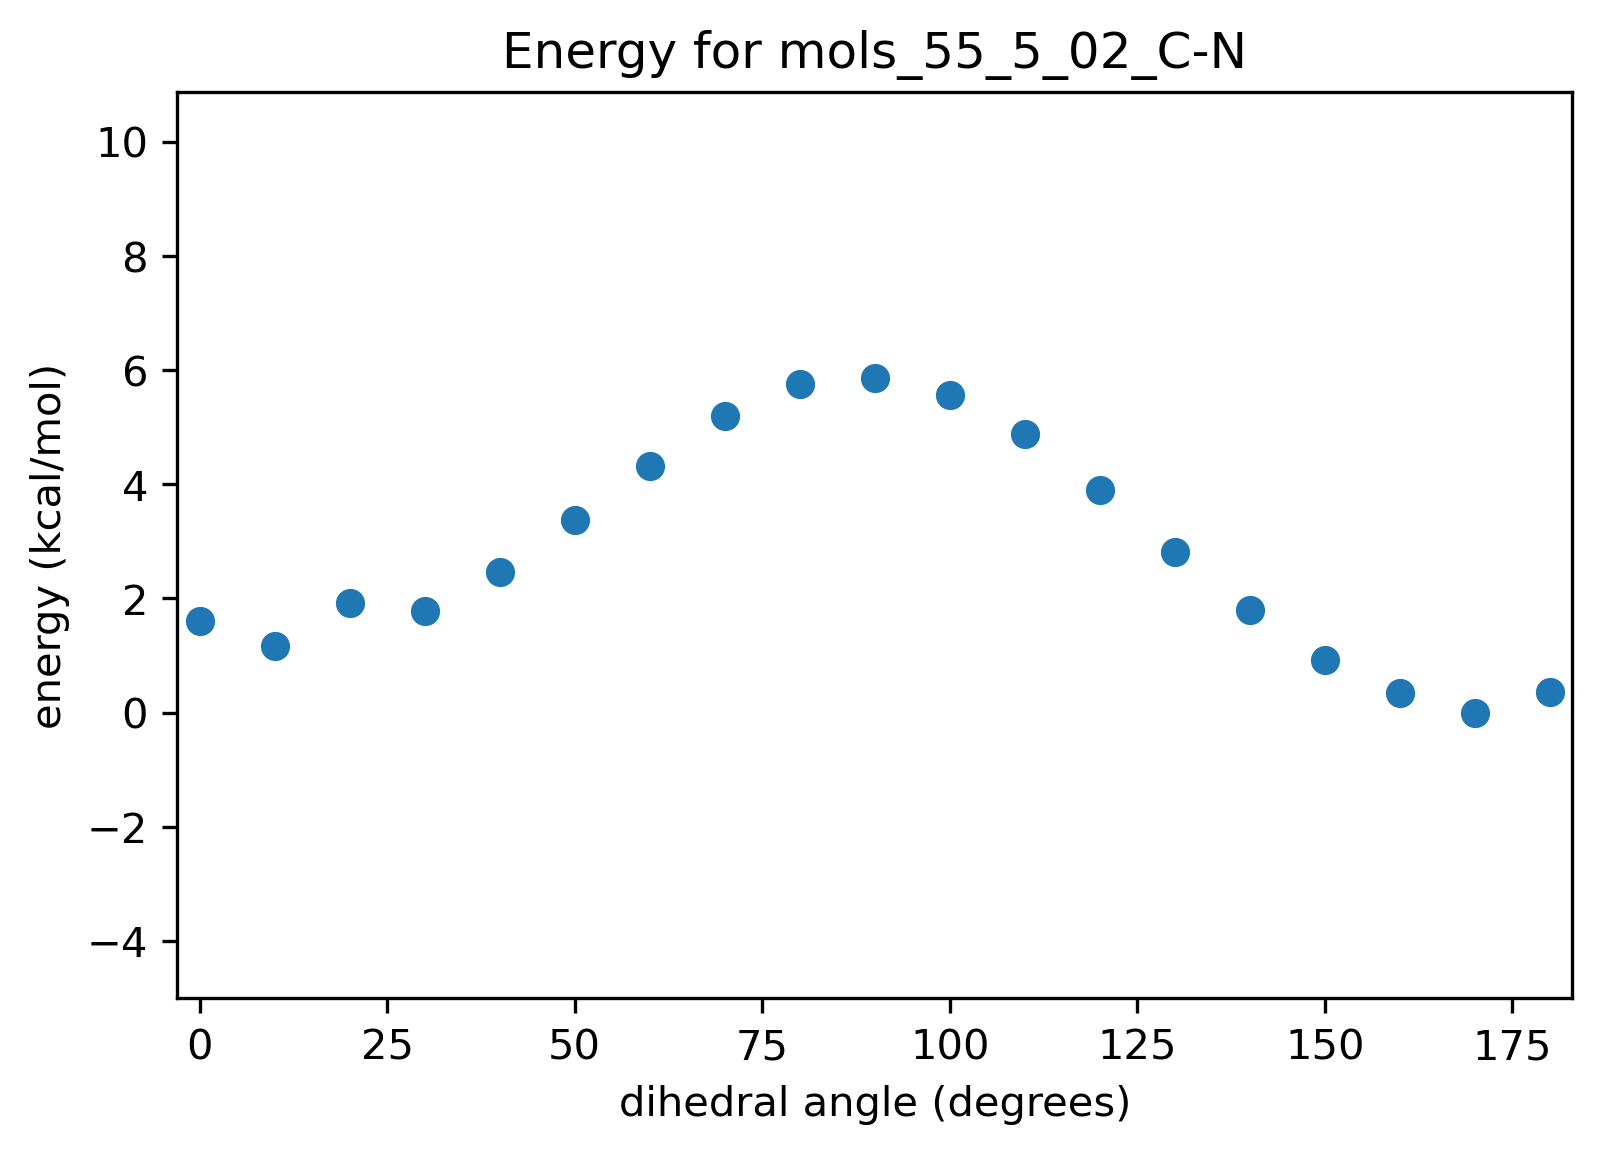 Energy for mols_55_5_02_C-N
10
8
6
4
2
0
−2
−4
energy (kcal/mol)
0 25 50 75 100 125 150 175
dihedral angle (degrees)